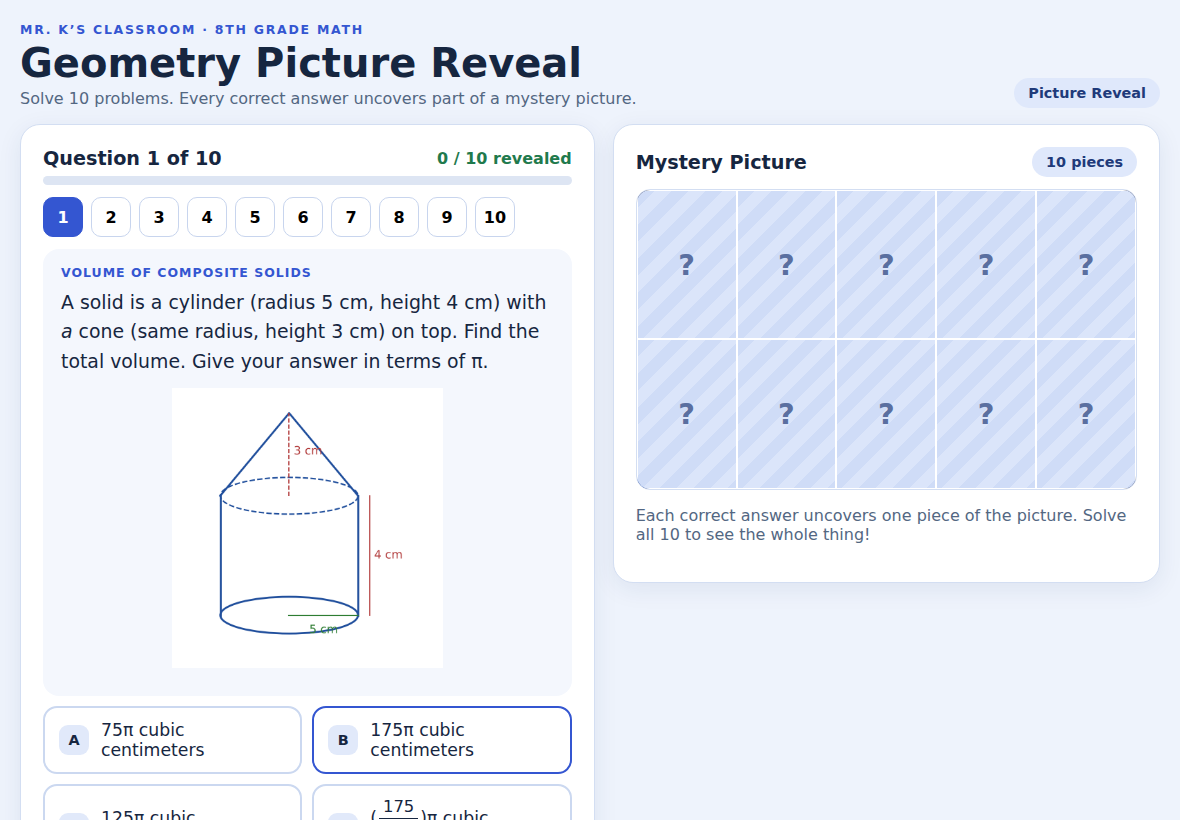 MR. K’S CLASSROOM · 8TH GRADE MATH
Geometry Picture Reveal
Solve 10 problems. Every correct answer uncovers part of a mystery picture.
Picture Reveal
Question 1 of 10
0 / 10 revealed
1 2 3 4 5 6 7 8 9 10
VOLUME OF COMPOSITE SOLIDS
A solid is a cylinder (radius 5 cm, height 4 cm) with
a cone (same radius, height 3 cm) on top. Find the
total volume. Give your answer in terms of π.
3 cm
4 cm
5 cm
A 75π cubic
centimeters
B 175π cubic
centimeters
125π cubic
175
( )π cubic
Mystery Picture
10 pieces
? ? ? ? ?
? ? ? ? ?
Each correct answer uncovers one piece of the picture. Solve
all 10 to see the whole thing!